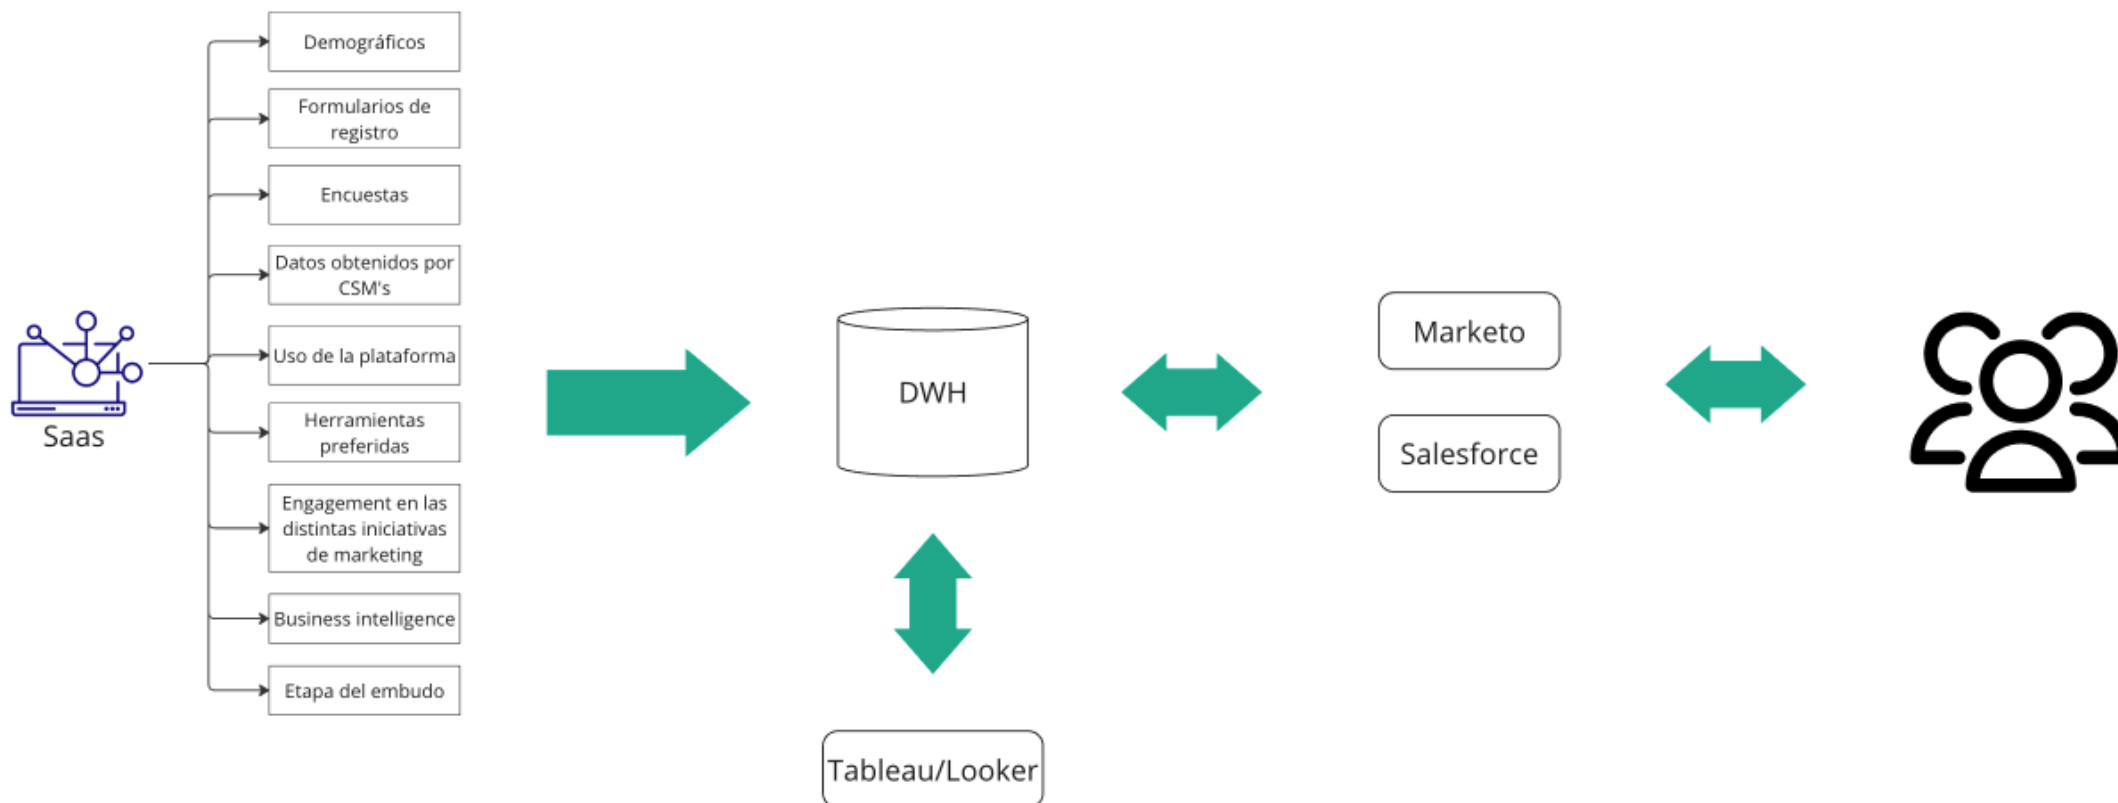 Demográficos
Formularios de
registro
Encuestas
Datos obtenidos por
CSM's
Uso de la plataforma
Herramientas
preferidas
Engagement en las
distintas iniciativas
de marketing
Business intelligence
Etapa del embudo
Saas
DWH
Tableau/Looker
Marketo
Salesforce